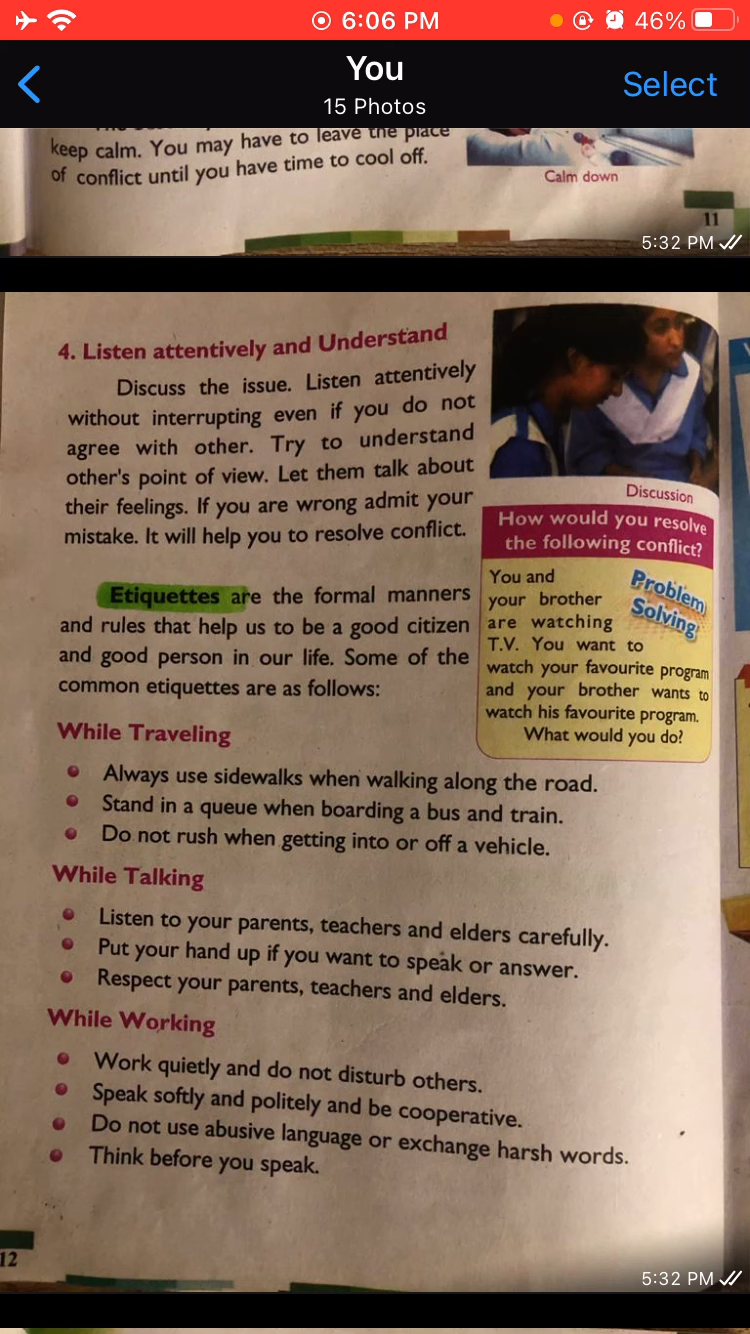 6:06 PM
46%
You
15 Photos
Select
keep calm. You may have to leave the place
of conflict until you have time to cool off.
Calm down
11
5:32 PM
4. Listen attentively and Understand
Discuss the issue. Listen attentively
without interrupting even if you do not
agree with other. Try to understand
other's point of view. Let them talk about
their feelings. If you are wrong admit your
mistake. It will help you to resolve conflict.
Discussion
How would you resolve
the following conflict?
Problem
Solving
You and
your brother
are watching
T.V. You want to
watch your favourite program
and your brother wants to
watch his favourite program.
What would you do?
Etiquettes are the formal manners
and rules that help us to be a good citizen
and good person in our life. Some of the
common etiquettes are as follows:
While Traveling
Always use sidewalks when walking along the road.
Stand in a queue when boarding a bus and train.
Do not rush when getting into or off a vehicle.
While Talking
Listen to your parents, teachers and elders carefully.
Put your hand up if you want to speak or answer.
Respect your parents, teachers and elders.
While Working
Work quietly and do not disturb others.
Speak softly and politely and be cooperative.
Do not use abusive language or exchange harsh words.
Think before you speak.
12
5:32 PM